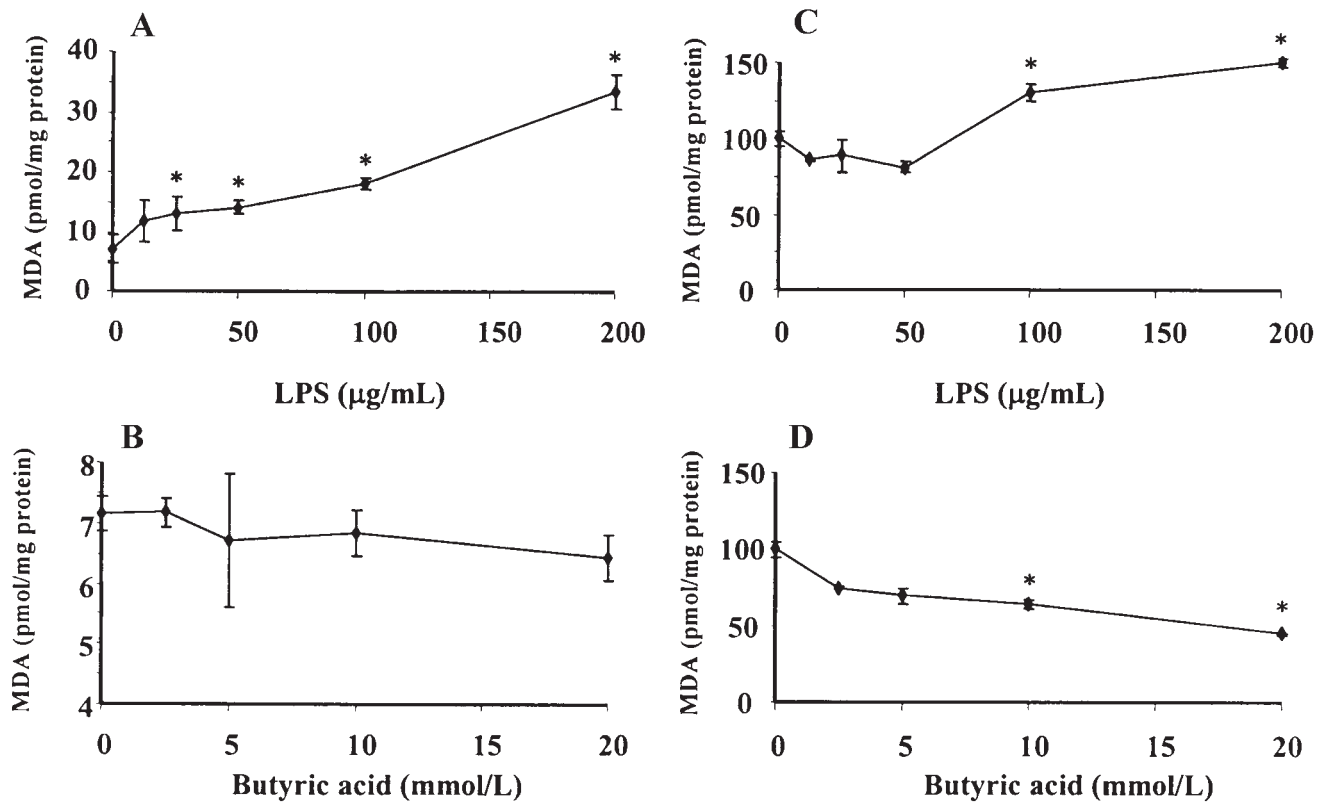 A
MDA (pmol/mg protein)
40
30
20
10
0
* * * *
0 50 100 150 200
LPS (μg/mL)
C
MDA (pmol/mg protein)
150
100
50
0
* *
0 50 100 150 200
LPS (μg/mL)
B
MDA (pmol/mg protein)
8
7
6
5
4
0 5 10 15 20
Butyric acid (mmol/L)
D
MDA (pmol/mg protein)
150
100
50
0
* *
0 5 10 15 20
Butyric acid (mmol/L)